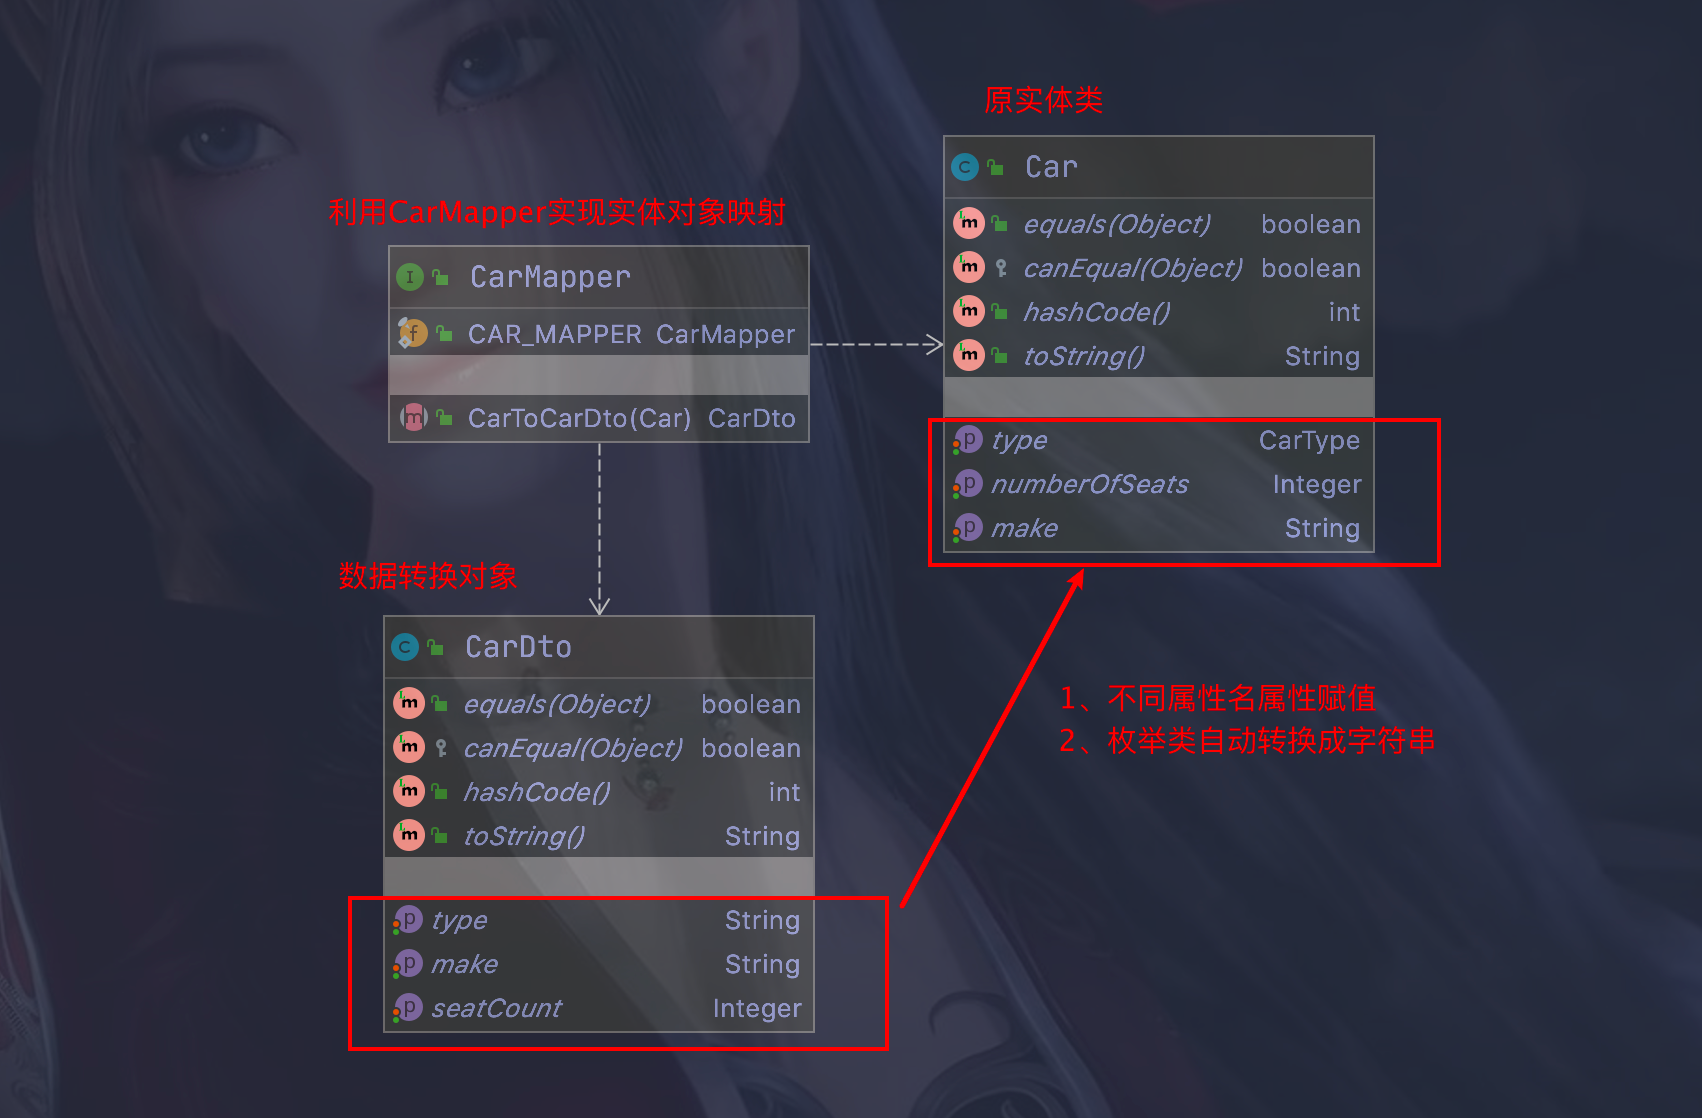 原实体类
Car
equals(Object) boolean
canEqual(Object) boolean
hashCode() int
toString() String
type CarType
numberOfSeats Integer
make String
利用CarMapper实现实体对象映射
CarMapper
CAR_MAPPER CarMapper
CarToCarDto(Car) CarDto
数据转换对象
CarDto
equals(Object) boolean
canEqual(Object) boolean
hashCode() int
toString() String
type String
make String
seatCount Integer
1、不同属性名属性赋值
2、枚举类自动转换成字符串